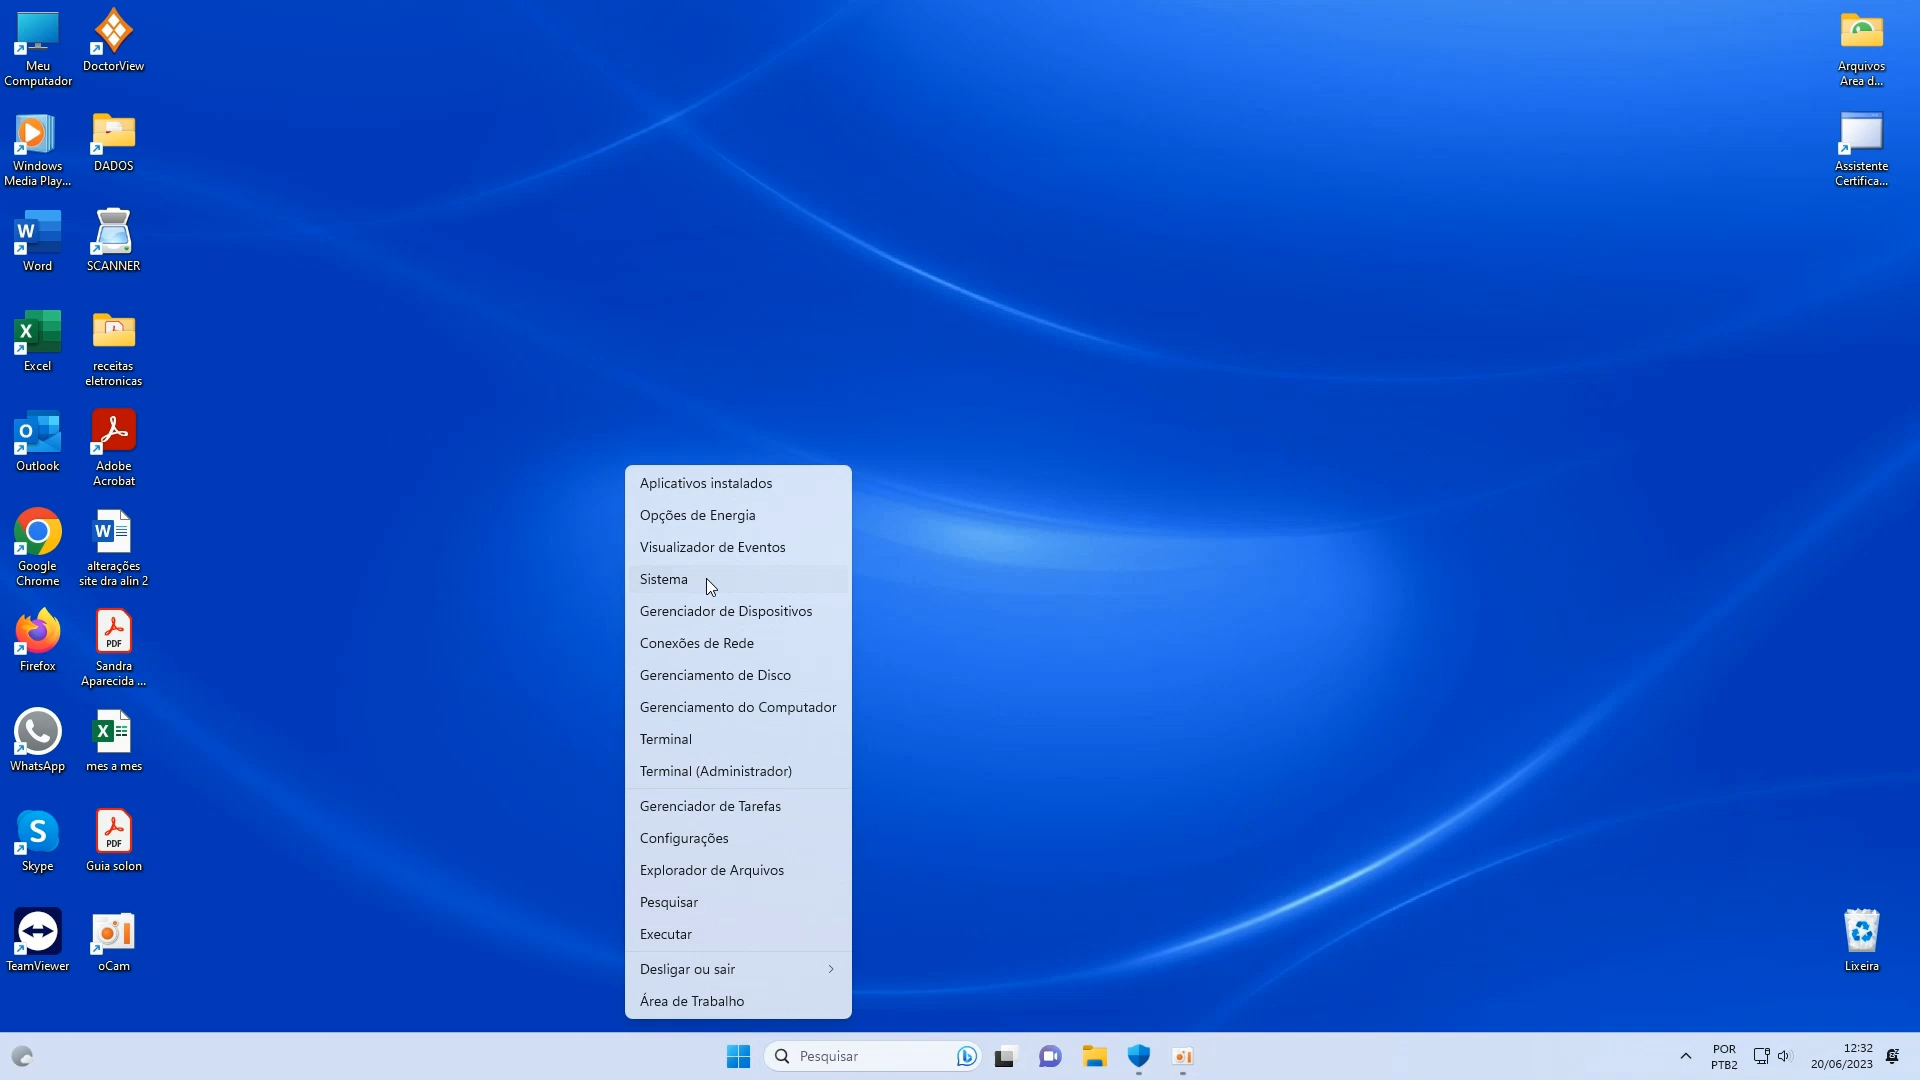 Meu
Computador
DoctorView
Windows
Media Play...
DADOS
Word
SCANNER
Excel
receitas
eletronicas
Outlook
Adobe
Acrobat
Google
Chrome
alterações
site dra alin 2
Firefox
Sandra
Aparecida ...
WhatsApp
mes a mes
Skype
Guia solon
TeamViewer
oCam
Arquivos
Area d...
Assistente
Certifica...
Lixeira
Aplicativos instalados
Opções de Energia
Visualizador de Eventos
Sistema
Gerenciador de Dispositivos
Conexões de Rede
Gerenciamento de Disco
Gerenciamento do Computador
Terminal
Terminal (Administrador)
Gerenciador de Tarefas
Configurações
Explorador de Arquivos
Pesquisar
Executar
Desligar ou sair
Área de Trabalho
Pesquisar
POR
PTB2
12:32
20/06/2023